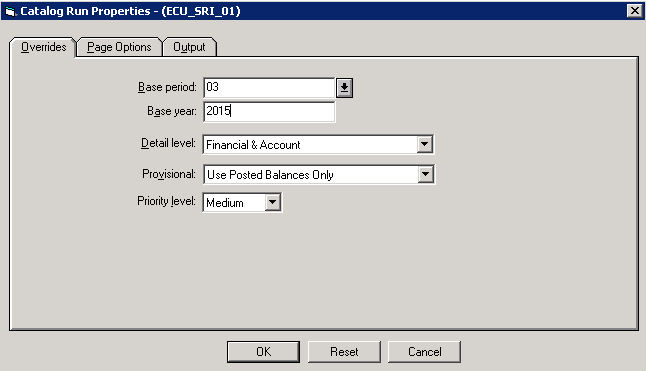 Catalog Run Properties - (ECU_SRI_01)
Overrides Page Options Output
Base period: 03
Base year: 2015
Detail level: Financial & Account
Provisional: Use Posted Balances Only
Priority level: Medium
OK Reset Cancel